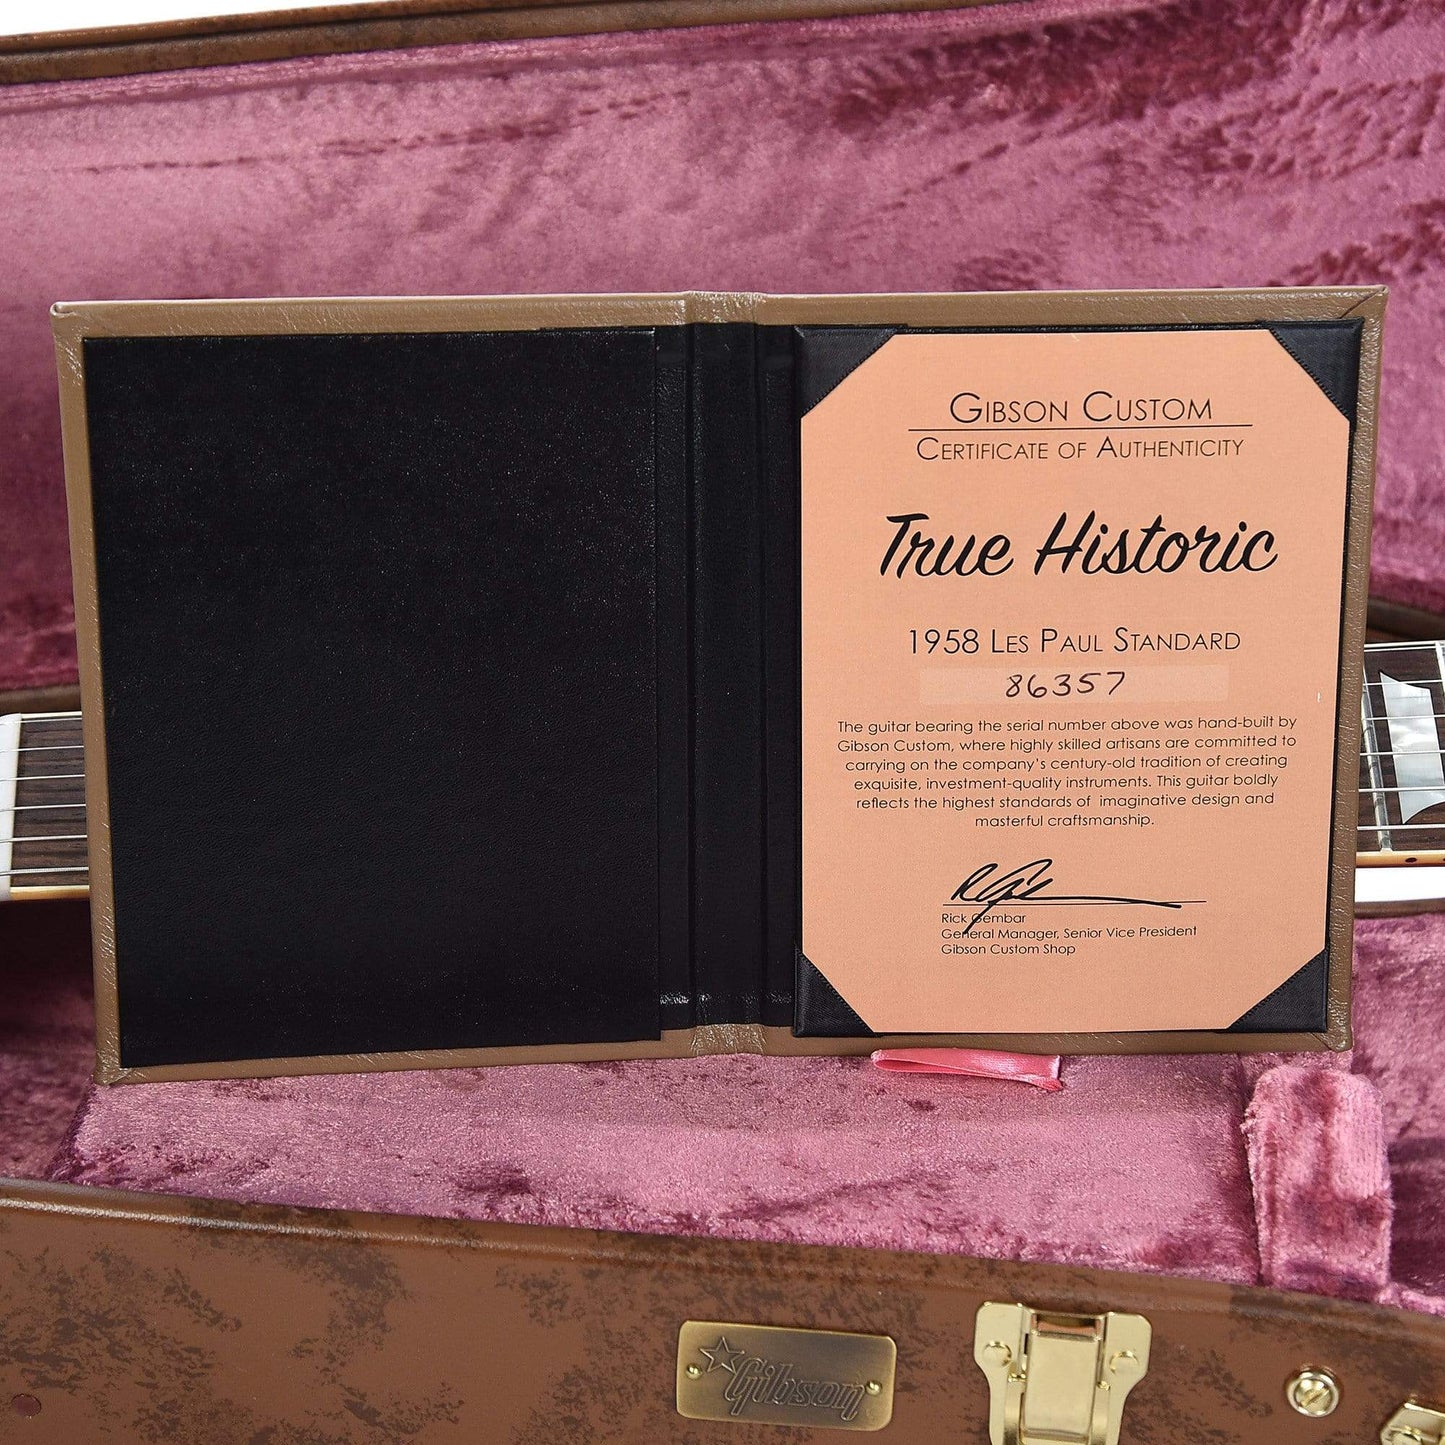 GIBSON CUSTOM
CERTIFICATE OF AUTHENTICITY
True Historic
1958 LES PAUL STANDARD
86357
The guitar bearing the serial number above was hand-built by
Gibson Custom, where highly skilled artisans are committed to
carrying on the company's century-old tradition of creating
exquisite, investment-quality instruments. This guitar boldly
reflects the highest standards of imaginative design and
masterful craftsmanship.
Rick Gembar
General Manager, Senior Vice President
Gibson Custom Shop
Gibson